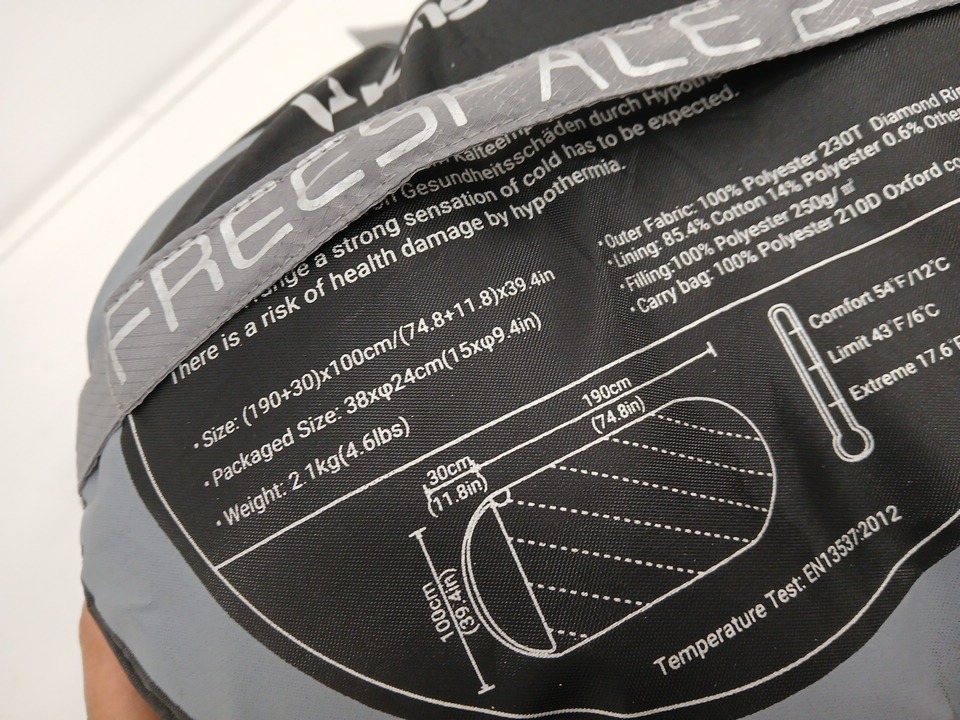 FREESPACE
Gesundheitsschäden durch
a strong sensation of cold has to be expected.
There is a risk of health damage by hypothermia.
• Size: (190+30)x100cm/(74.8+11.8)x39.4in
• Packaged Size: 38xφ24cm(15xφ9.4in)
• Weight: 2.1kg(4.6lbs)
• Outer Fabric: 100% Polyester 230T Diamond
• Lining: 85.4% Cotton 14% Polyester 0.6%
• Filling:100% Polyester 250g/㎡
• Carry bag: 100% Polyester 210D Oxford
Comfort 54°F/12°C
Limit 43°F/6°C
Extreme 17.6°F
190cm
(74.8in)
30cm
(11.8in)
100cm
(39.4in)
Temperature Test: EN13537:2012